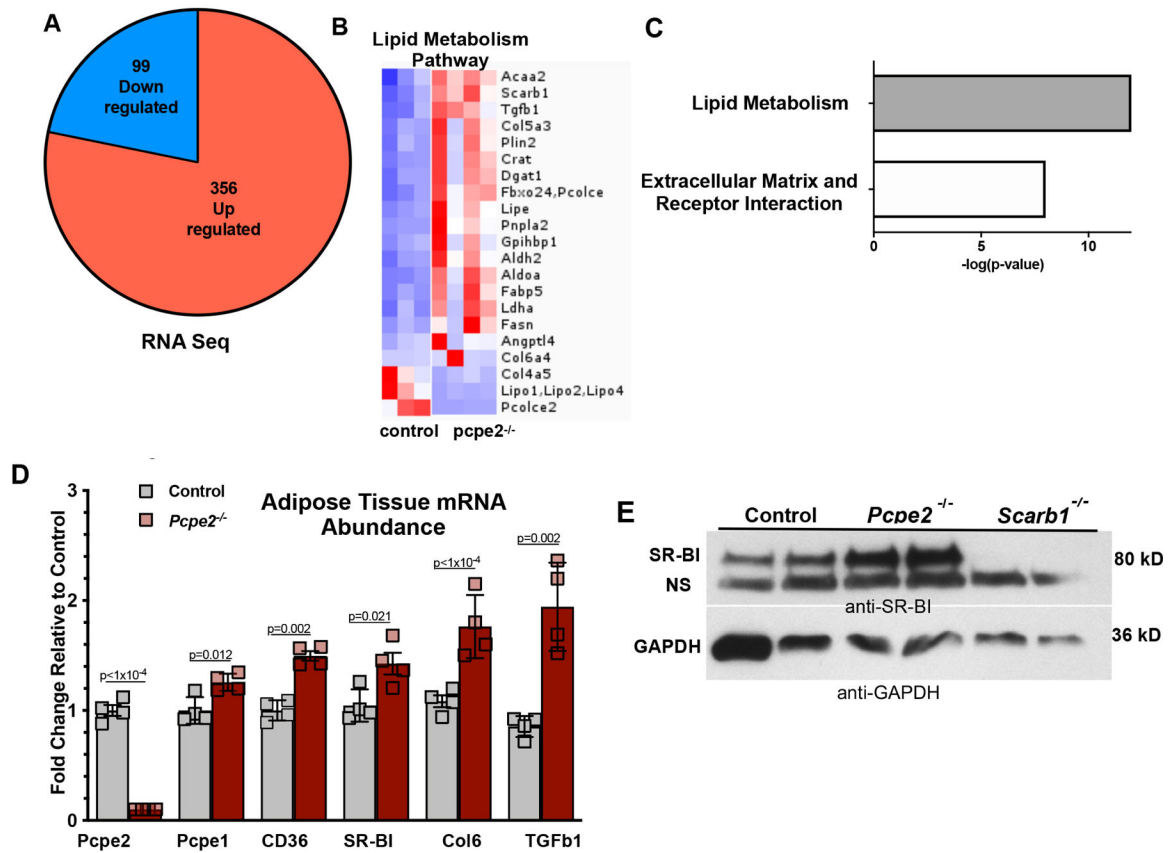 A
99
Down
regulated
356
Up
regulated
RNA Seq
B
Lipid Metabolism
Pathway
Acaa2
Scarb1
Tgfb1
Col5a3
Plin2
Crat
Dgat1
Fbxo24,Pcolce
Lipe
Pnpla2
Gpihbp1
Aldh2
Aldoa
Fabp5
Ldha
Fasn
Angptl4
Col6a4
Col4a5
Lipo1,Lipo2,Lipo4
Pcolce2
control pcpe2-/-
C
Lipid Metabolism
Extracellular Matrix and
Receptor Interaction
0 5 10
-log(p-value)
D
Control
Pcpe2-/-
Adipose Tissue mRNA
Abundance
Fold Change Relative to Control
3
2
1
0
p<1x10-4
p=0.012
p=0.002
p=0.021
p<1x10-4
p=0.002
Pcpe2 Pcpe1 CD36 SR-BI Col6 TGFb1
E
Control Pcpe2 -/- Scarb1-/-
SR-BI 80 kD
NS
anti-SR-BI
GAPDH 36 kD
anti-GAPDH